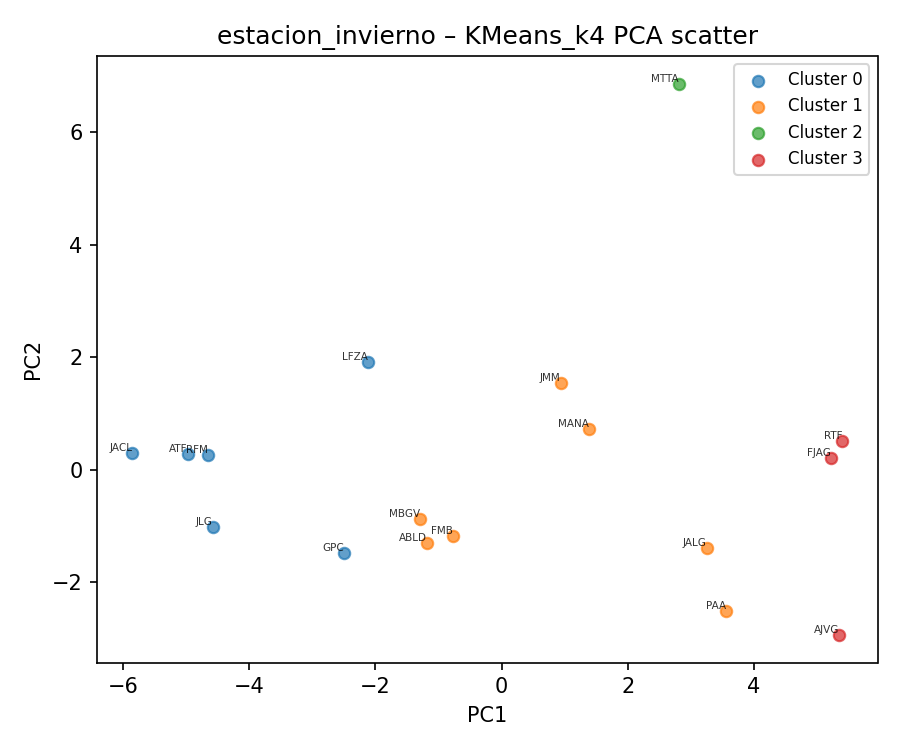 estacion_invierno – KMeans_k4 PCA scatter
MTTA
Cluster 0
Cluster 1
Cluster 2
Cluster 3
PC2
6
4
2
0
−2
LFZA
JMM
MANA
JACL
RFM
JLG
RTF
FJAG
MBGV
FMB
ABLD
GPC
JALG
PAA
AJVG
−6
−4
−2
0
2
4
PC1